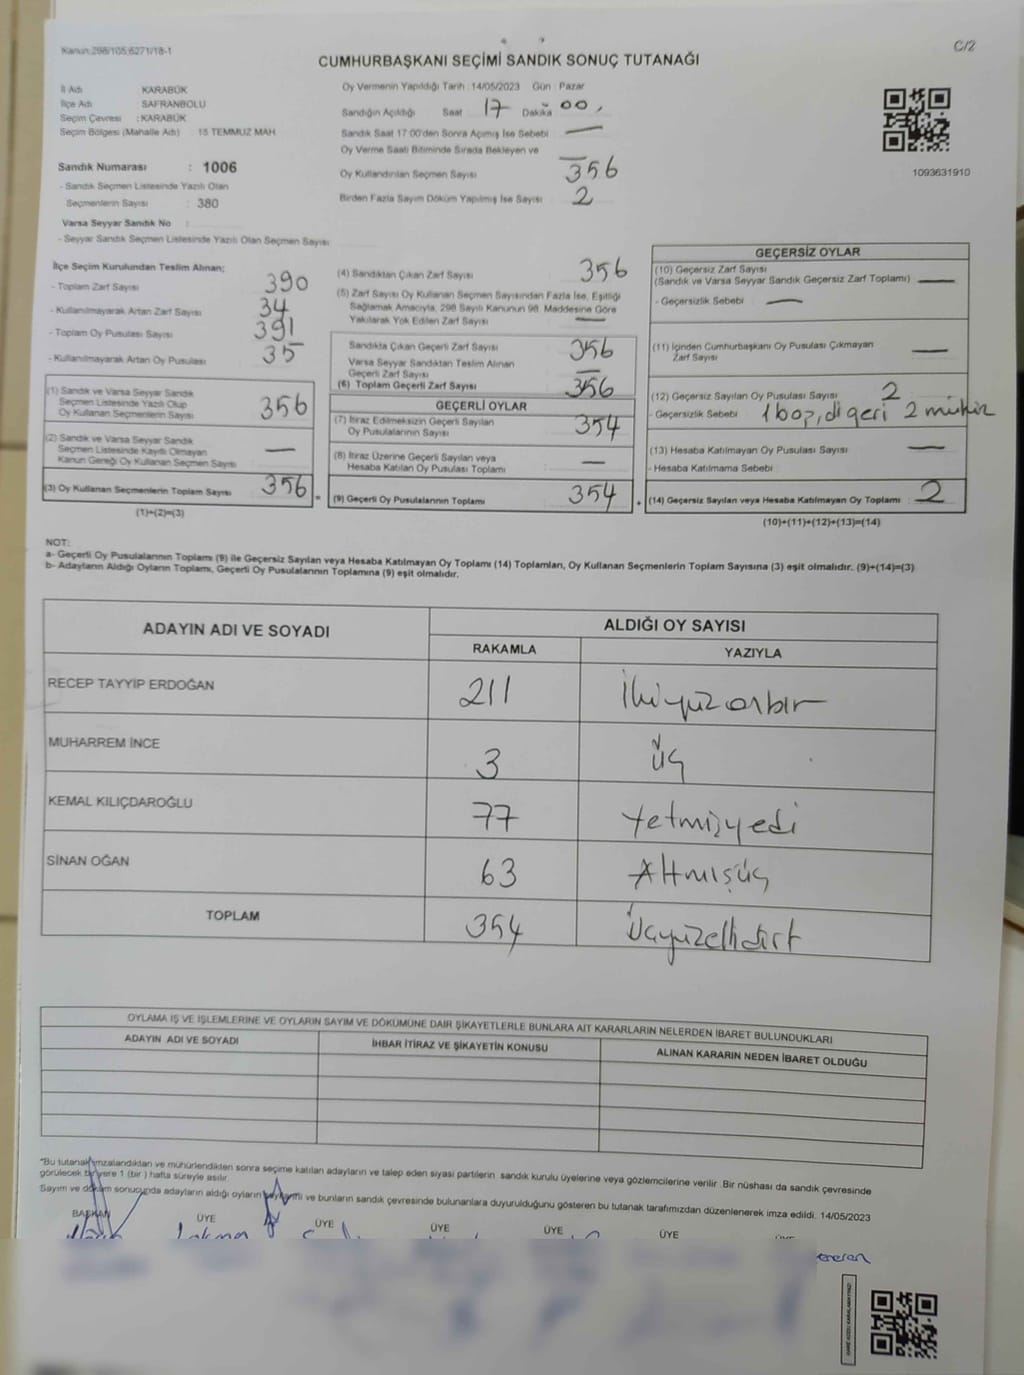 Kanun:298/105;6271/18-1
C/2
CUMHURBAŞKANI SEÇİMİ SANDIK SONUÇ TUTANAĞI
İl Adı KARABÜK
İlçe Adı SAFRANBOLU
Seçim Çevresi : KARABÜK
Seçim Bölgesi (Mahalle Adı) 15 TEMMUZ MAH.
Sandık Numarası : 1006
- Sandık Seçmen Listesinde Yazılı Olan
Seçmenlerin Sayısı : 380
Varsa Seyyar Sandık No :
- Seyyar Sandık Seçmen Listesinde Yazılı Olan Seçmen Sayısı
Oy Vermenin Yapıldığı Tarih : 14/05/2023 Gün : Pazar
Sandığın Açıldığı Saat 17 Dakika 00
Sandık Saat 17:00'den Sonra Açılmış İse Sebebi : —
Oy Verme Saati Bitiminde Sırada Bekleyen ve —
Oy Kullandırılan Seçmen Sayısı 356
Birden Fazla Sayım Döküm Yapılmış İse Sayısı : 2
1093631910
İlçe Seçim Kurulundan Teslim Alınan;
- Toplam Zarf Sayısı 390
- Kullanılmayarak Artan Zarf Sayısı 34
- Toplam Oy Pusulası Sayısı 391
- Kullanılmayarak Artan Oy Pusulası 35
(1) Sandık ve Varsa Seyyar Sandık
Seçmen Listesinde Yazılı Olup
Oy Kullanan Seçmenlerin Sayısı 356
(2) Sandık ve Varsa Seyyar Sandık
Seçmen Listesinde Kayıtlı Olmayan
Kanun Gereği Oy Kullanan Seçmen Sayısı —
(3) Oy Kullanan Seçmenlerin Toplam Sayısı 356 =
(1)+(2)=(3)
(4) Sandıktan Çıkan Zarf Sayısı 356
(5) Zarf Sayısı Oy Kullanan Seçmen Sayısından Fazla İse, Eşitliği
Sağlamak Amacıyla, 298 Sayılı Kanunun 98. Maddesine Göre
Yakılarak Yok Edilen Zarf Sayısı —
Sandıkta Çıkan Geçerli Zarf Sayısı 356
Varsa Seyyar Sandıktan Teslim Alınan
Geçerli Zarf Sayısı —
(6) Toplam Geçerli Zarf Sayısı 356
GEÇERLİ OYLAR
(7) İtiraz Edilmeksizin Geçerli Sayılan
Oy Pusulalarının Sayısı 354
(8) İtiraz Üzerine Geçerli Sayılan veya
Hesaba Katılan Oy Pusulası Toplamı —
(9) Geçerli Oy Pusulalarının Toplamı 354 +
GEÇERSİZ OYLAR
(10) Geçersiz Zarf Sayısı
(Sandık ve Varsa Seyyar Sandık Geçersiz Zarf Toplamı) —
- Geçersizlik Sebebi —
(11) İçinden Cumhurbaşkanı Oy Pusulası Çıkmayan
Zarf Sayısı —
(12) Geçersiz Sayılan Oy Pusulası Sayısı 2
- Geçersizlik Sebebi 1 boş, diğeri 2 mühür
(13) Hesaba Katılmayan Oy Pusulası Sayısı —
- Hesaba Katılmama Sebebi
(14) Geçersiz Sayılan veya Hesaba Katılmayan Oy Toplamı : 2
(10)+(11)+(12)+(13)=(14)
NOT:
a- Geçerli Oy Pusulalarının Toplamı (9) ile Geçersiz Sayılan veya Hesaba Katılmayan Oy Toplamı (14) Toplamları, Oy Kullanan Seçmenlerin Toplam Sayısına (3) eşit olmalıdır. (9)+(14)=(3)
b- Adayların Aldığı Oyların Toplamı, Geçerli Oy Pusulalarının Toplamına (9) eşit olmalıdır.
ADAYIN ADI VE SOYADI ALDIĞI OY SAYISI
RAKAMLA YAZIYLA
RECEP TAYYİP ERDOĞAN 211 İkiyüzonbir
MUHARREM İNCE 3 Üç
KEMAL KILIÇDAROĞLU 77 Yetmişyedi
SİNAN OĞAN 63 Altmışüç
TOPLAM 354 Üçyüzellidört
OYLAMA İŞ VE İŞLEMLERİNE VE OYLARIN SAYIM VE DÖKÜMÜNE DAİR ŞİKAYETLERLE BUNLARA AİT KARARLARIN NELERDEN İBARET BULUNDUKLARI
ADAYIN ADI VE SOYADI İHBAR İTİRAZ VE ŞİKAYETİN KONUSU ALINAN KARARIN NEDEN İBARET OLDUĞU
*Bu tutanak imzalandıktan ve mühürlendikten sonra seçime katılan adayların ve talep eden siyasi partilerin sandık kurulu üyelerine veya gözlemcilerine verilir. Bir nüshası da sandık çevresinde
görülecek bir yere 1 (bir ) hafta süreyle asılır.
Sayım ve döküm sonucunda adayların aldığı oyların sayılarını ve bunların sandık çevresinde bulunanlara duyurulduğunu gösteren bu tutanak tarafımızdan düzenlenerek imza edildi. 14/05/2023
BAŞKAN ÜYE ÜYE ÜYE ÜYE ÜYE